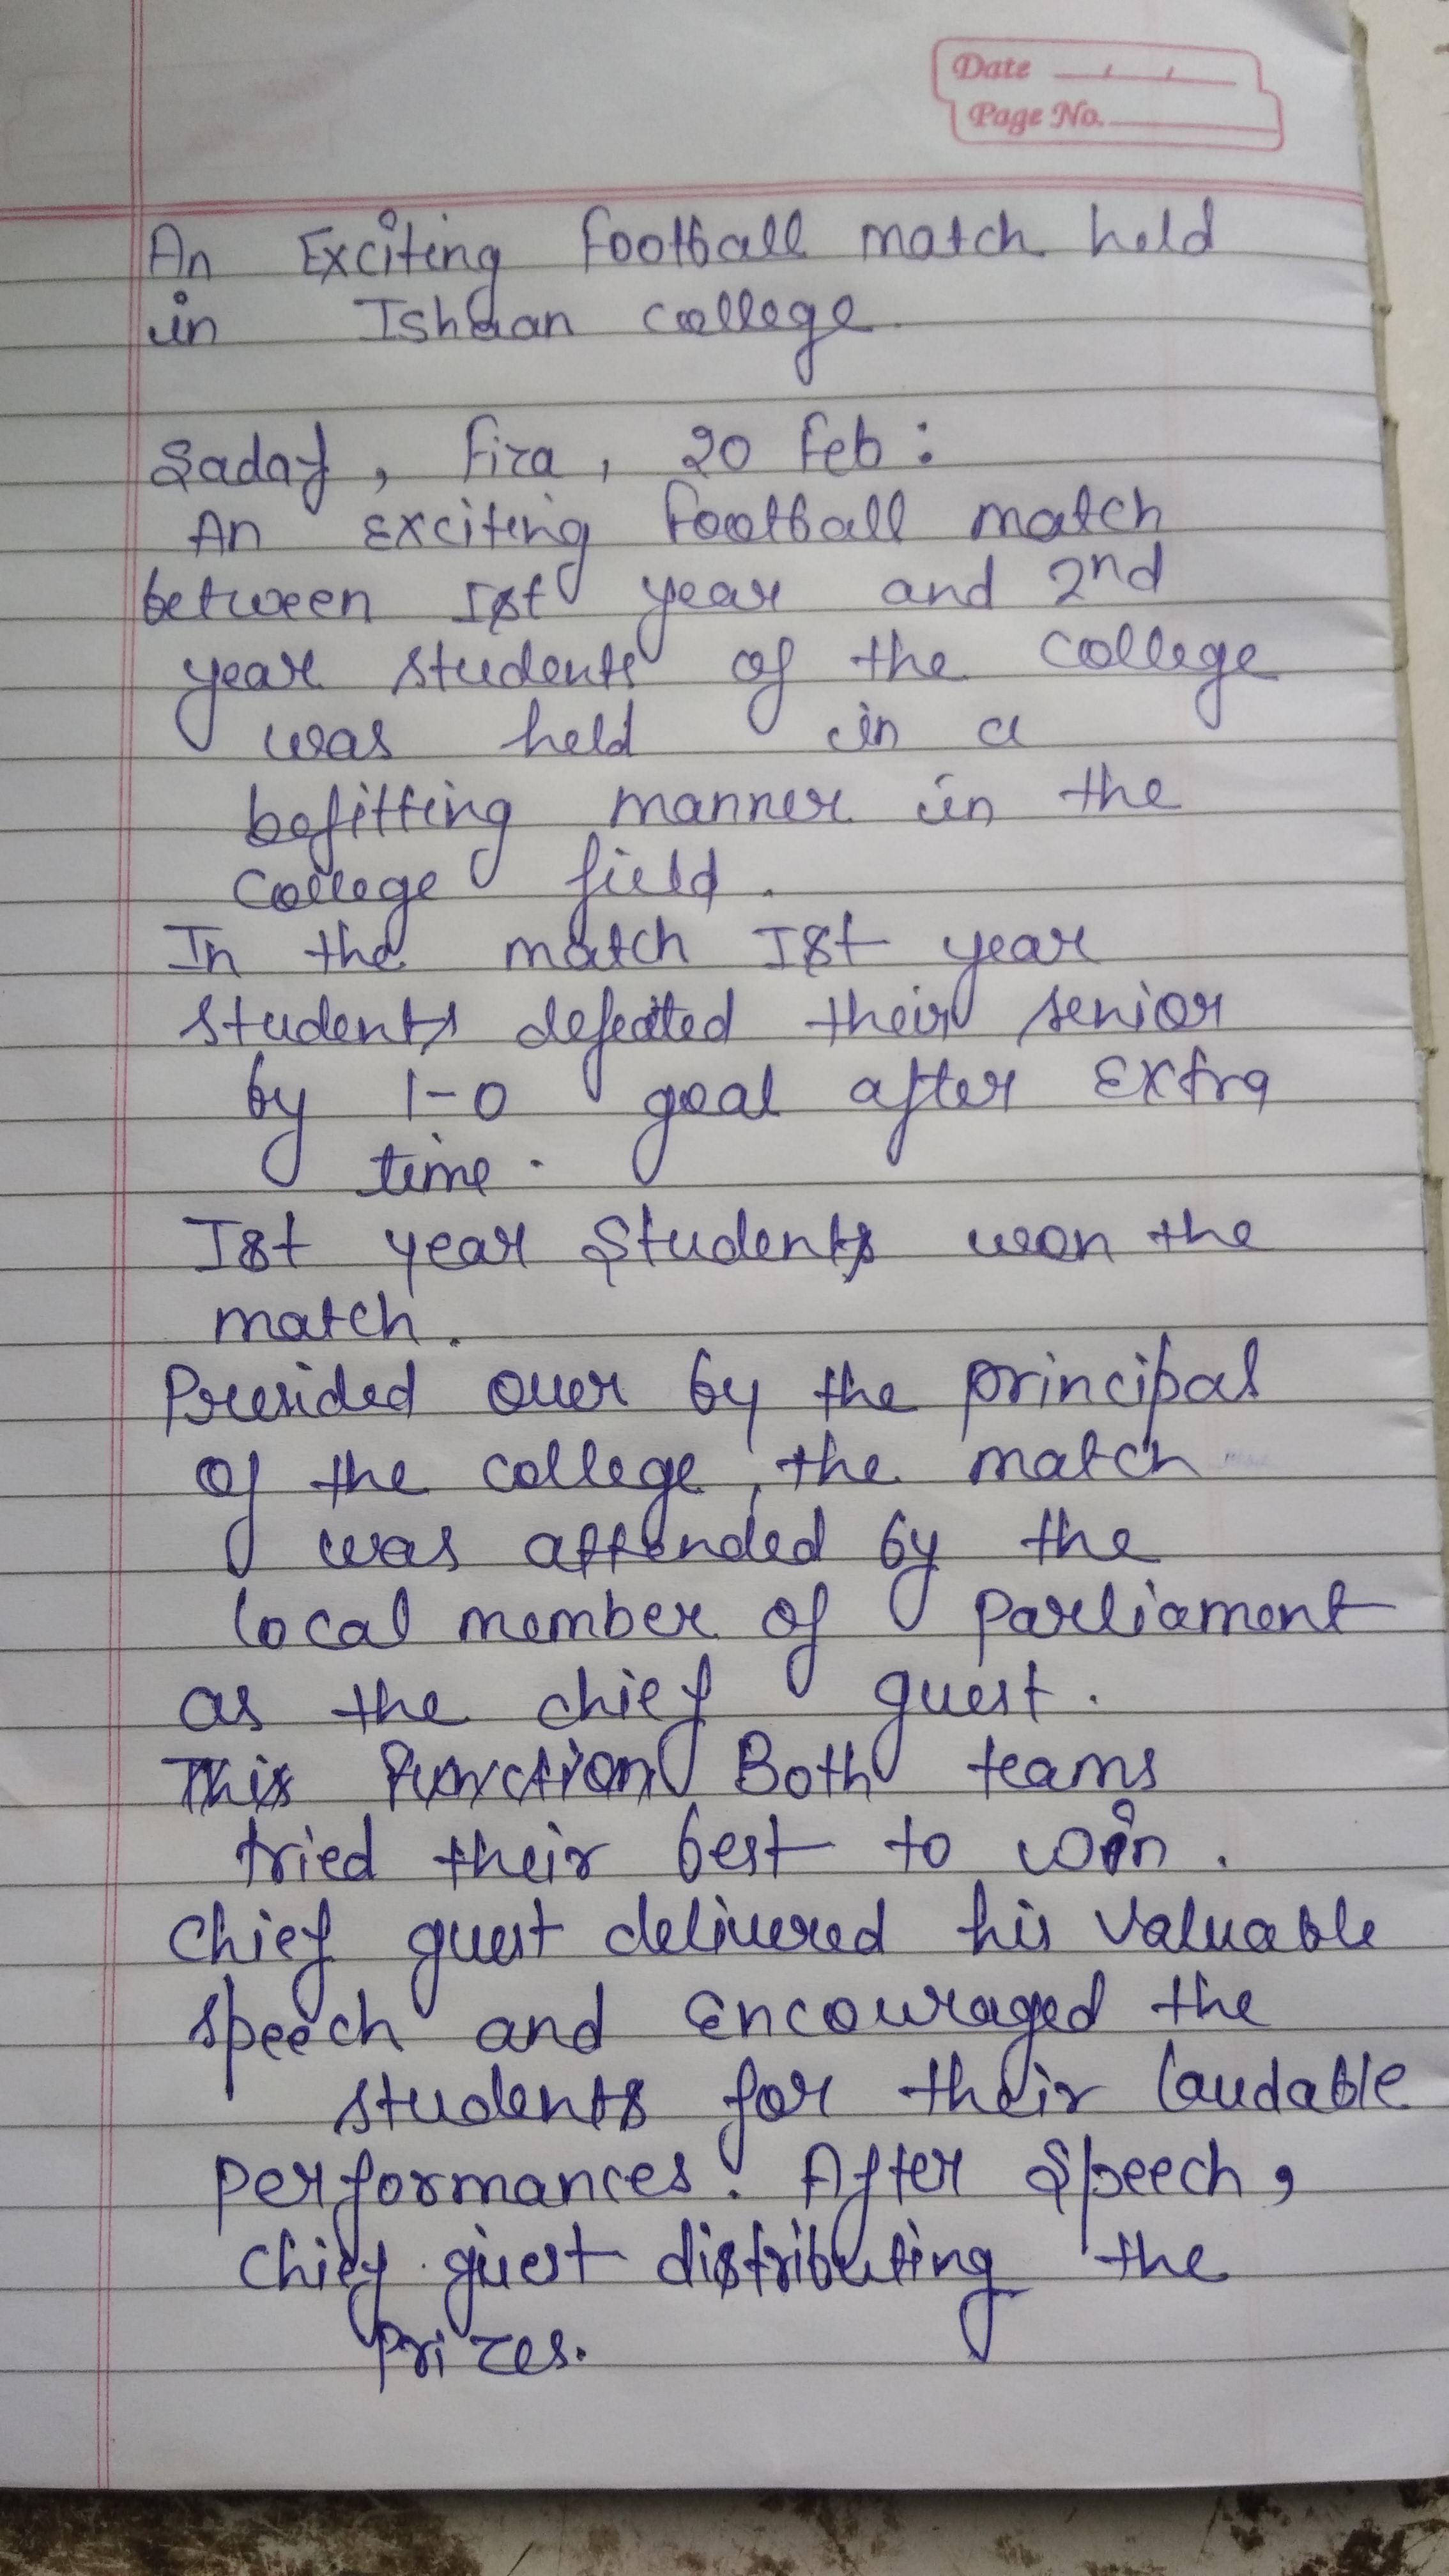 Date
Page No.
An Exciting football match held
in Ishaan college.
Sadaf, Fiza, 20 Feb:
An exciting football match
between Ist year and 2nd
year students of the college
was held in a
befitting manner in the
College field.
In the match Ist year
students defeated their senior
by 1-0 goal after Extra
time.
Ist year Students won the
match.
Presided over by the principal
of the college, the match
was attended by the
local member of parliament
as the chief guest.
This function Both teams
tried their best to win.
Chief guest delivered his valuable
speech and encouraged the
students for their laudable
performances. After speech,
chief guest distributing the
prizes.